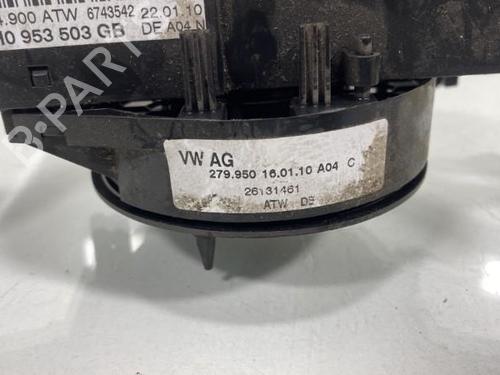 .900 ATW 6743542 22.01.10
953 503 GB DE A04 N
B-PARTS
VW AG
279.950 16.01.10 A04 C
26131461
ATW DE